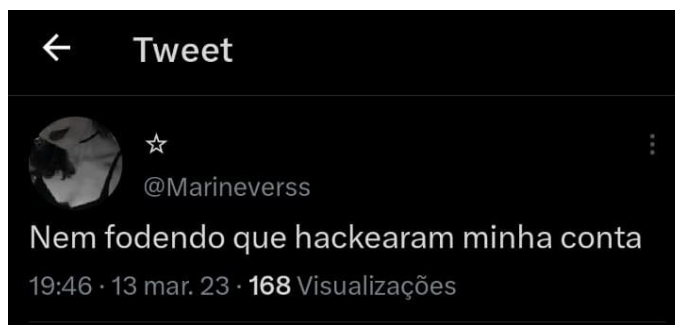 Tweet
☆
@Marineverss
Nem fodendo que hackearam minha conta
19:46 · 13 mar. 23 · 168 Visualizações